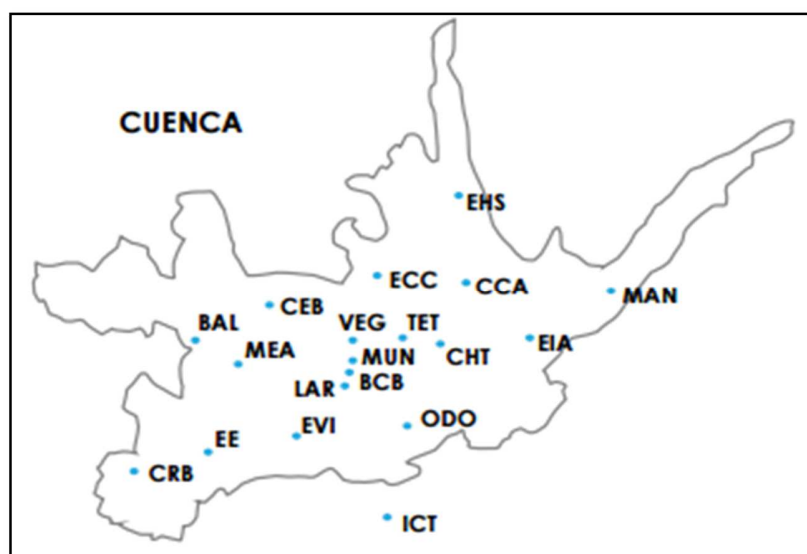 CUENCA
EHS
ECC
CCA
MAN
CEB
BAL
VEG
TET
EIA
MEA
MUN
CHT
LAR
BCB
EVI
ODO
EE
CRB
ICT